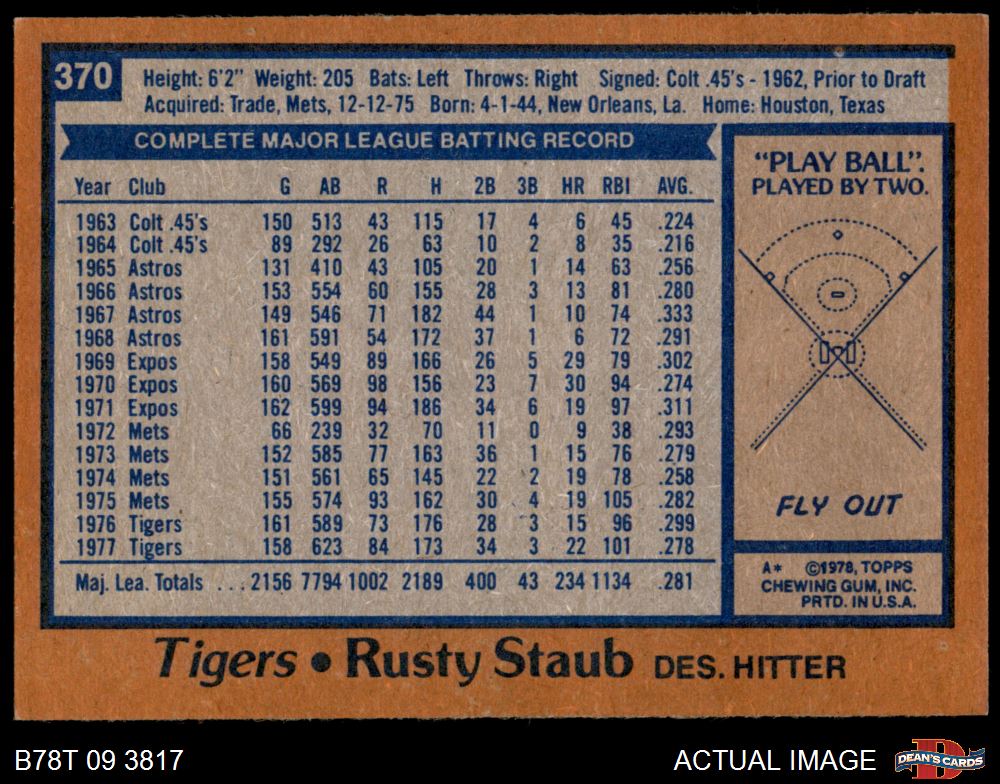 370
Height: 6'2" Weight: 205 Bats: Left Throws: Right Signed: Colt .45's - 1962, Prior to Draft
Acquired: Trade, Mets, 12-12-75 Born: 4-1-44, New Orleans, La. Home: Houston, Texas
COMPLETE MAJOR LEAGUE BATTING RECORD
Year Club G AB R H 2B 3B HR RBI AVG.
1963 Colt .45's 150 513 43 115 17 4 6 45 .224
1964 Colt .45's 89 292 26 63 10 2 8 35 .216
1965 Astros 131 410 43 105 20 1 14 63 .256
1966 Astros 153 554 60 155 28 3 13 81 .280
1967 Astros 149 546 71 182 44 1 10 74 .333
1968 Astros 161 591 54 172 37 1 6 72 .291
1969 Expos 158 549 89 166 26 5 29 79 .302
1970 Expos 160 569 98 156 23 7 30 94 .274
1971 Expos 162 599 94 186 34 6 19 97 .311
1972 Mets 66 239 32 70 11 0 9 38 .293
1973 Mets 152 585 77 163 36 1 15 76 .279
1974 Mets 151 561 65 145 22 2 19 78 .258
1975 Mets 155 574 93 162 30 4 19 105 .282
1976 Tigers 161 589 73 176 28 3 15 96 .299
1977 Tigers 158 623 84 173 34 3 22 101 .278
Maj. Lea. Totals ... 2156 7794 1002 2189 400 43 234 1134 .281
"PLAY BALL".
PLAYED BY TWO.
FLY OUT
A* ©1978, TOPPS
CHEWING GUM, INC.
PRTD. IN U.S.A.
Tigers • Rusty Staub DES. HITTER
B78T 09 3817
ACTUAL IMAGE
DEAN'S CARDS